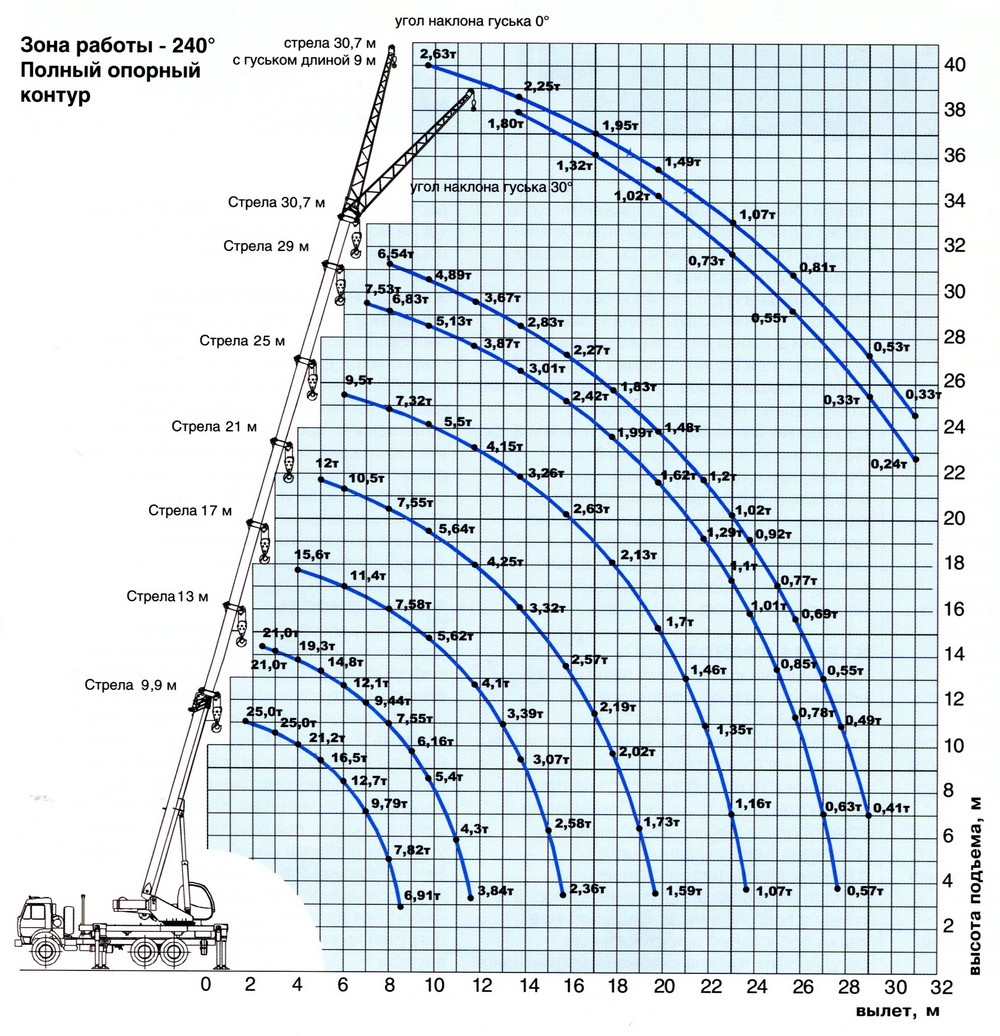 угол наклона гуська 0°
Зона работы - 240°
Полный опорный
контур
стрела 30,7 м
с гуськом длиной 9 м
2,63т
2,25т
1,95т
1,49т
1,07т
0,81т
0,53т
0,33т
1,80т
1,32т
1,02т
0,73т
0,55т
0,33т
0,24т
угол наклона гуська 30°
Стрела 30,7 м
6,54т
4,89т
3,67т
2,83т
2,27т
1,83т
1,48т
1,2т
1,02т
0,92т
0,77т
0,69т
0,55т
0,49т
0,41т
Стрела 29 м
7,53т
6,83т
5,13т
3,87т
3,01т
2,42т
1,99т
1,62т
1,29т
1,1т
1,01т
0,85т
0,78т
0,63т
0,57т
Стрела 25 м
9,5т
7,32т
5,5т
4,15т
3,26т
2,63т
2,13т
1,7т
1,46т
1,35т
1,16т
1,07т
Стрела 21 м
12т
10,5т
7,55т
5,64т
4,25т
3,32т
2,57т
2,19т
2,02т
1,73т
1,59т
Стрела 17 м
15,6т
11,4т
7,58т
5,62т
4,1т
3,39т
3,07т
2,58т
2,36т
Стрела 13 м
21,0т
21,0т
19,3т
14,8т
12,1т
9,44т
7,55т
6,16т
5,4т
4,3т
3,84т
Стрела 9,9 м
25,0т
25,0т
21,2т
16,5т
12,7т
9,79т
7,82т
6,91т
40
38
36
34
32
30
28
26
24
22
20
18
16
14
12
10
8
6
4
2
высота подъема, м
0 2 4 6 8 10 12 14 16 18 20 22 24 26 28 30 32
вылет, м